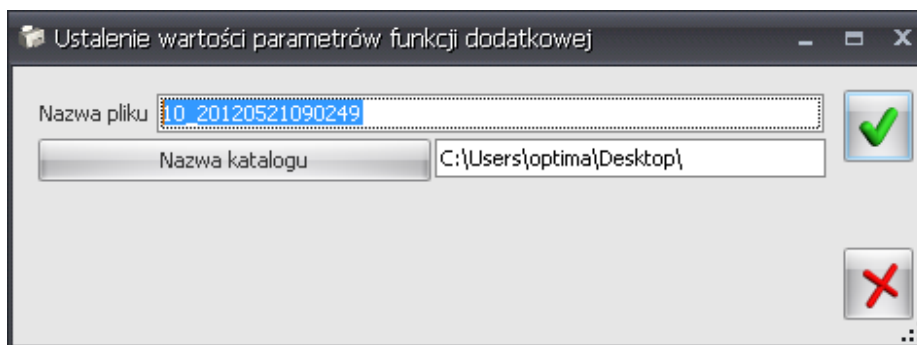 Ustalenie wartości parametrów funkcji dodatkowej
Nazwa pliku 10_20120521090249
Nazwa katalogu C:\Users\optima\Desktop\